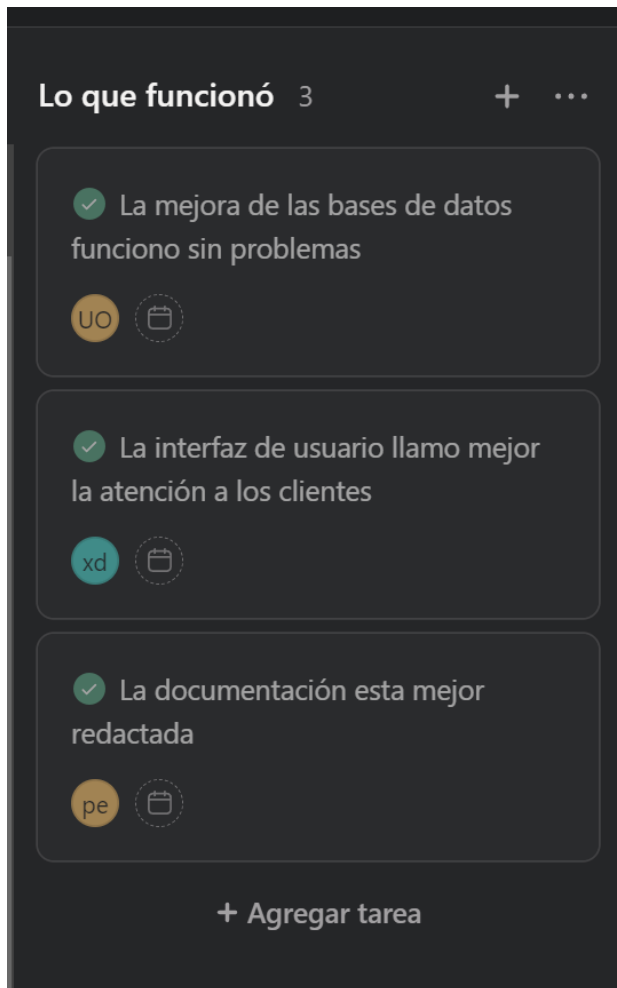 Lo que funcionó 3
La mejora de las bases de datos
funciono sin problemas
UO
La interfaz de usuario llamo mejor
la atención a los clientes
xd
La documentación esta mejor
redactada
pe
+ Agregar tarea